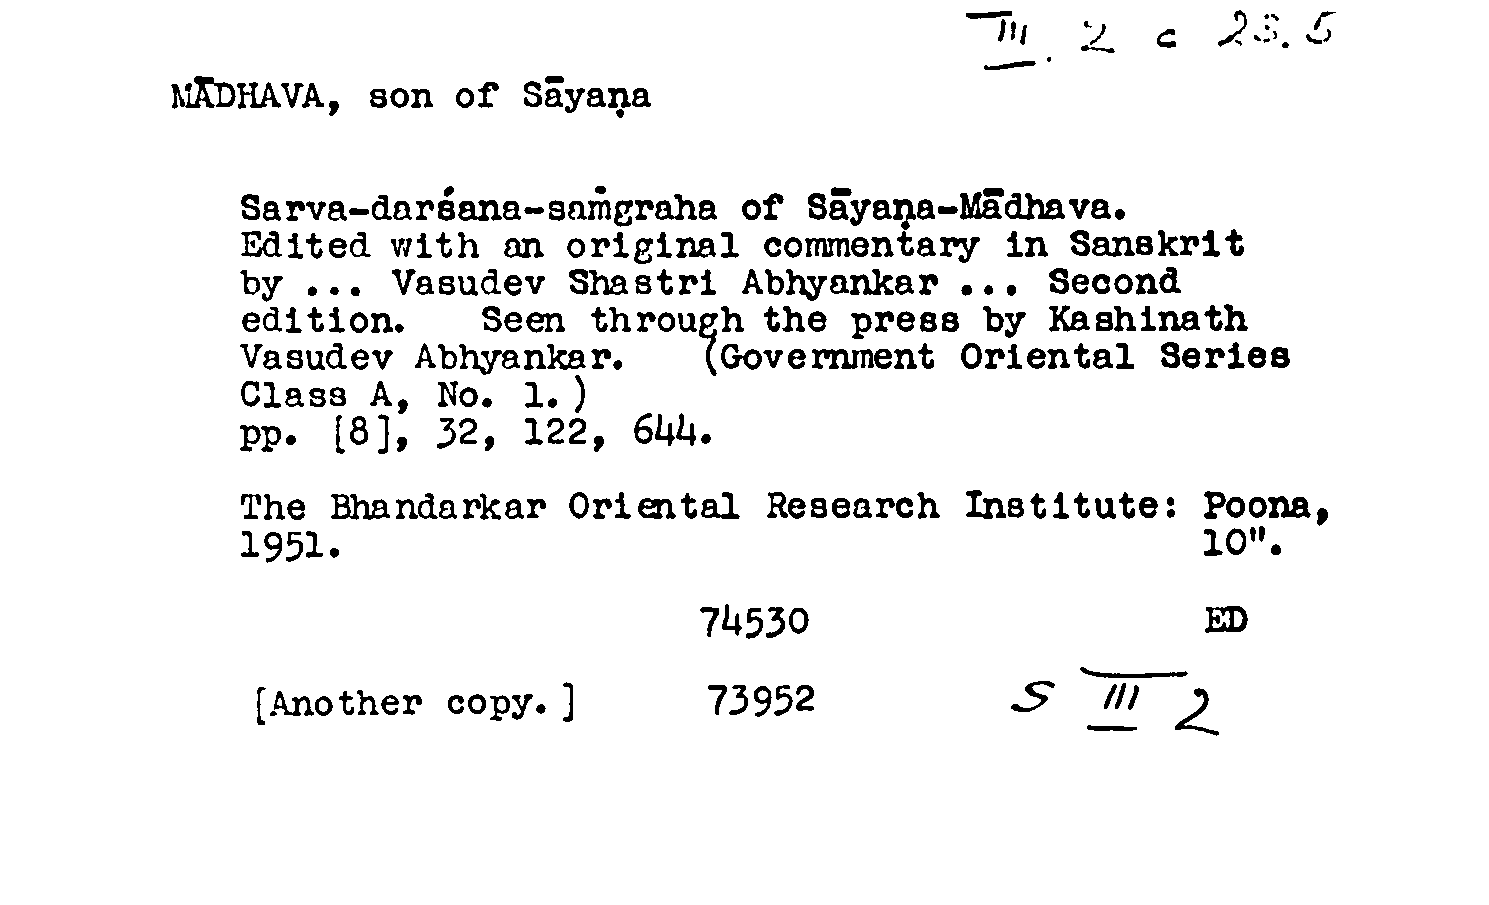 III. 2 c 23.5
MĀDHAVA, son of Sāyaṇa
Sarva-darśana-saṁgraha of Sāyaṇa-Mādhava.
Edited with an original commentary in Sanskrit
by ... Vasudev Shastri Abhyankar ... Second
edition. Seen through the press by Kashinath
Vasudev Abhyankar. (Government Oriental Series
Class A, No. 1.)
pp. [8], 32, 122, 644.
The Bhandarkar Oriental Research Institute: Poona,
1951. 10".
74530 ED
[Another copy.] 73952 S III 2